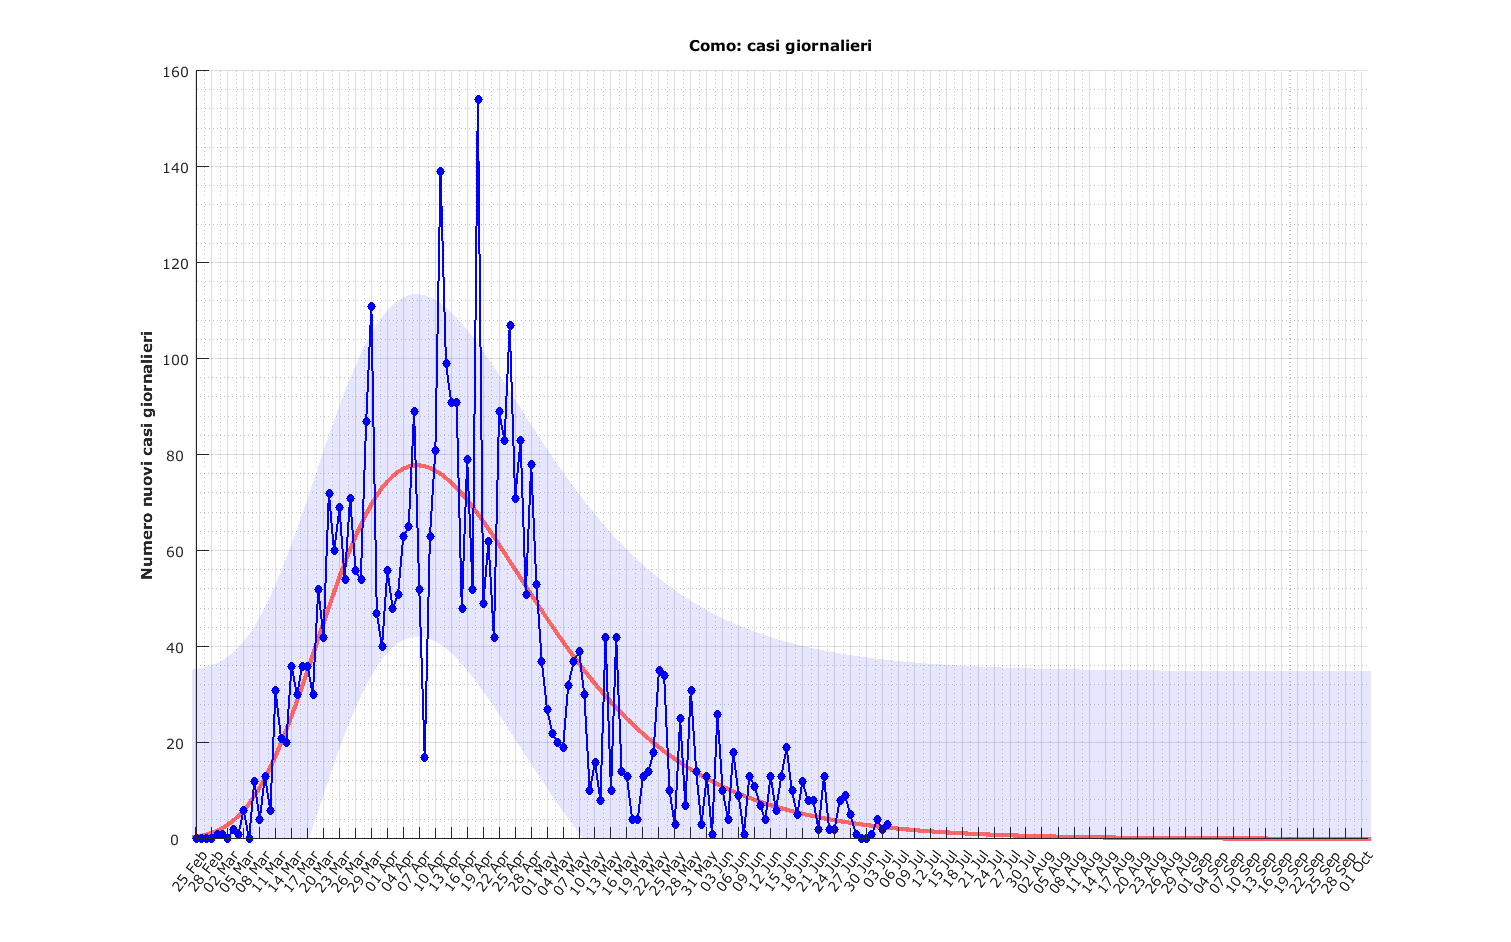 Como: casi giornalieri
Numero nuovi casi giornalieri
160
140
120
100
80
60
40
20
0
25 Feb
28 Feb
02 Mar
05 Mar
08 Mar
11 Mar
14 Mar
17 Mar
20 Mar
23 Mar
26 Mar
29 Mar
01 Apr
04 Apr
07 Apr
10 Apr
13 Apr
16 Apr
19 Apr
22 Apr
25 Apr
28 Apr
01 May
04 May
07 May
10 May
13 May
16 May
19 May
22 May
25 May
28 May
31 May
03 Jun
06 Jun
09 Jun
12 Jun
15 Jun
18 Jun
21 Jun
24 Jun
27 Jun
30 Jun
03 Jul
06 Jul
09 Jul
12 Jul
15 Jul
18 Jul
21 Jul
24 Jul
27 Jul
30 Jul
02 Aug
05 Aug
08 Aug
11 Aug
14 Aug
17 Aug
20 Aug
23 Aug
26 Aug
29 Aug
01 Sep
04 Sep
07 Sep
10 Sep
13 Sep
16 Sep
19 Sep
22 Sep
25 Sep
28 Sep
01 Oct